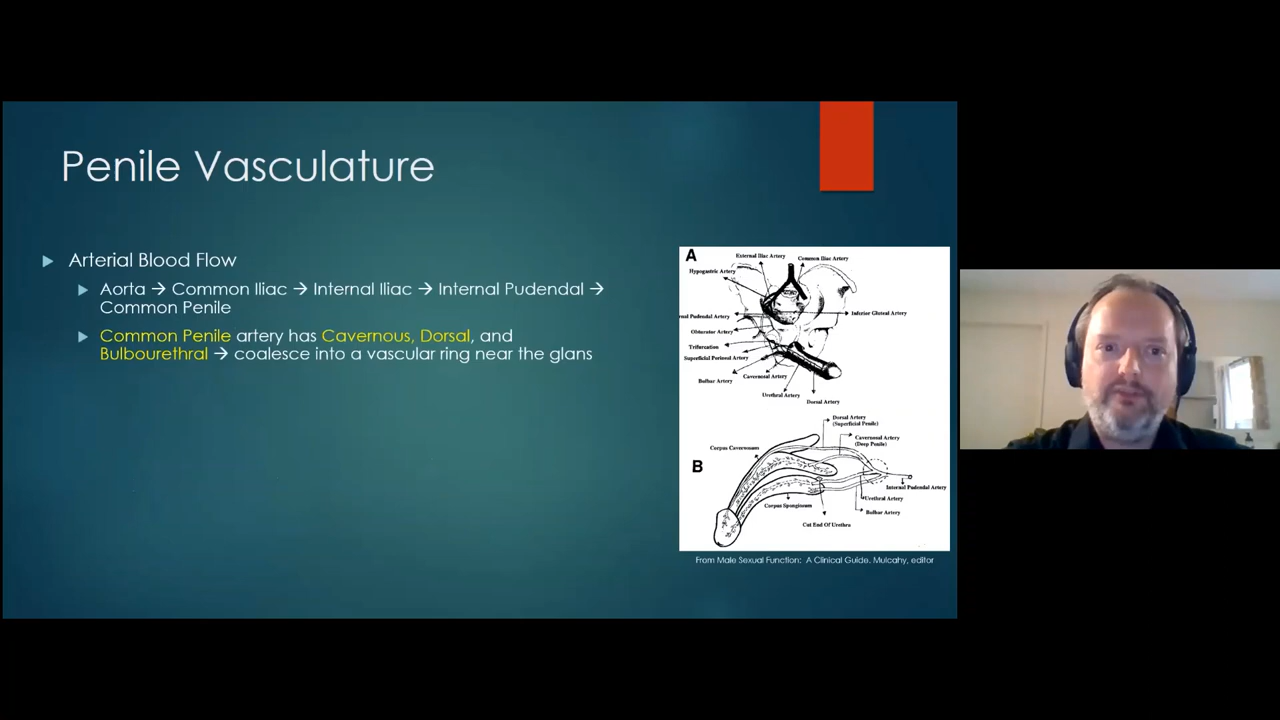 Penile Vasculature
Arterial Blood Flow
Aorta → Common Iliac → Internal Iliac → Internal Pudendal →
Common Penile
Common Penile artery has Cavernous, Dorsal, and
Bulbourethral → coalesce into a vascular ring near the glans
A
External Iliac Artery
Common Iliac Artery
Hypogastric Artery
nal Pudendal Artery
Inferior Gluteal Artery
Obturator Artery
Trifurcation
Superficial Perineal Artery
Bulbar Artery
Cavernosal Artery
Urethral Artery
Dorsal Artery
Dorsal Artery
(Superficial Penile)
Cavernosal Artery
(Deep Penile)
Corpus Cavernosum
B
Internal Pudendal Artery
Urethral Artery
Corpus Spongiosum
Bulbar Artery
Cut End Of Urethra
From Male Sexual Function: A Clinical Guide. Mulcahy, editor